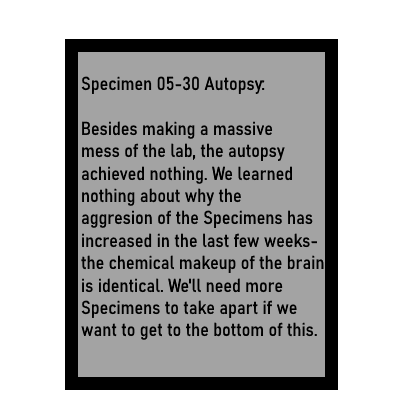 Specimen 05-30 Autopsy:
Besides making a massive
mess of the lab, the autopsy
achieved nothing. We learned
nothing about why the
aggresion of the Specimens has
increased in the last few weeks-
the chemical makeup of the brain
is identical. We'll need more
Specimens to take apart if we
want to get to the bottom of this.